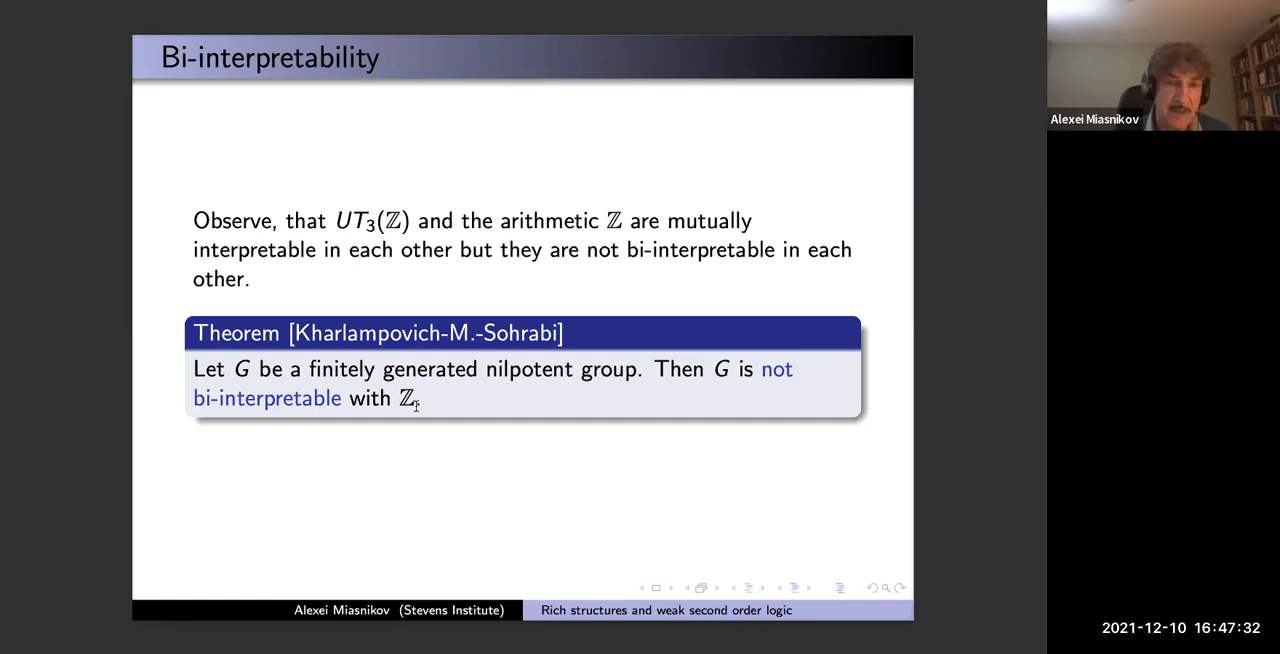 Bi-interpretability
Alexei Miasnikov
Observe, that UT₃(ℤ) and the arithmetic ℤ are mutually
interpretable in each other but they are not bi-interpretable in each
other.
Theorem [Kharlampovich-M.-Sohrabi]
Let G be a finitely generated nilpotent group. Then G is not
bi-interpretable with ℤ.
Alexei Miasnikov (Stevens Institute)
Rich structures and weak second order logic
2021-12-10 16:47:32